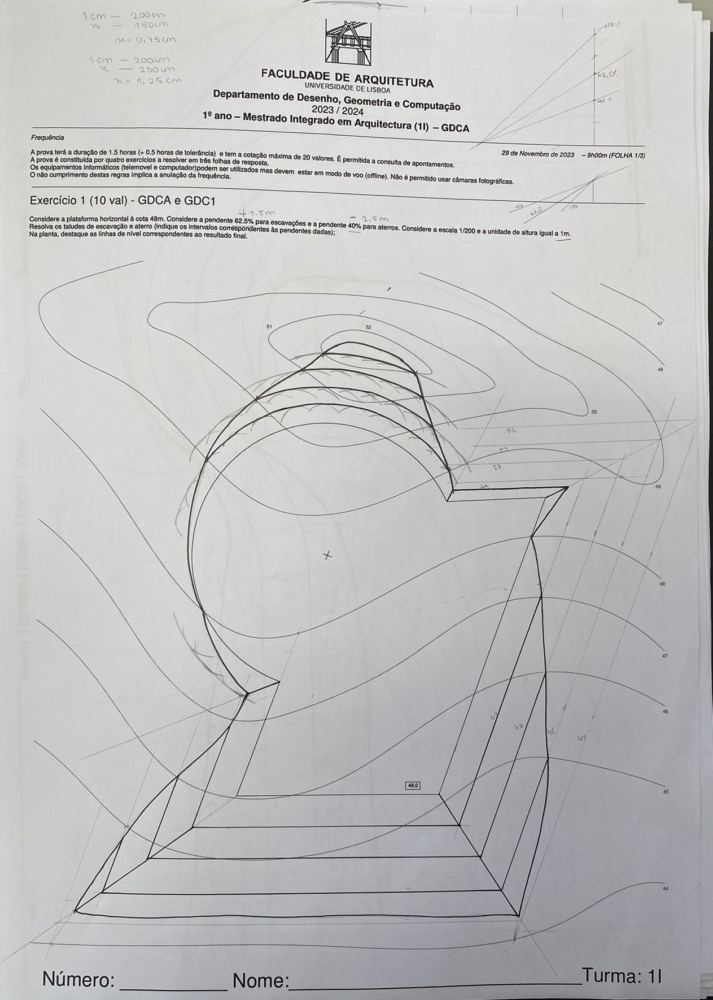 1cm — 200cm
x — 150cm
x = 0,75cm
1cm — 200cm
x — 250cm
x = 1,25cm
100%
62,5%
40%
FACULDADE DE ARQUITETURA
UNIVERSIDADE DE LISBOA
Departamento de Desenho, Geometria e Computação
2023 / 2024
1º ano – Mestrado Integrado em Arquitectura (1I) – GDCA
Frequência
29 de Novembro de 2023 – 9h00m (FOLHA 1/3)
A prova terá a duração de 1.5 horas (+ 0.5 horas de tolerância) e tem a cotação máxima de 20 valores. É permitida a consulta de apontamentos.
A prova é constituída por quatro exercícios a resolver em três folhas de resposta.
Os equipamentos informáticos (telemovel e computador)podem ser utilizados mas devem estar em modo de voo (offline). Não é permitido usar câmaras fotográficas.
O não cumprimento destas regras implica a anulação da frequência.
40 62,5 100
Exercício 1 (10 val) - GDCA e GDC1
+ 1.5m - 2,5m
Considere a plataforma horizontal à cota 48m. Considere a pendente 62.5% para escavações e a pendente 40% para aterros. Considere a escala 1/200 e a unidade de altura igual a 1m.
Resolva os taludes de escavação e aterro (indique os intervalos correspondentes às pendentes dadas);
Na planta, destaque as linhas de nível correspondentes ao resultado final.
47
51
52
48
50
52
51
50
49
49
48
47
46
47
46
45
44
48.0
45
44
Número: Nome: Turma: 1I